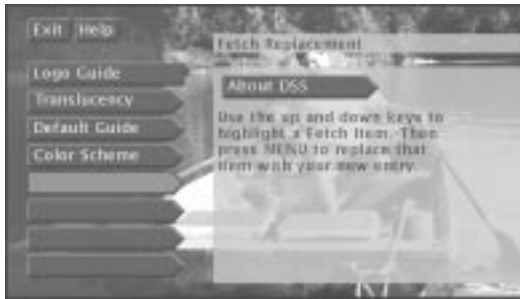 Exit Help
Fetch Replacement
Logo Guide
About DSS
Translucency
Default Guide
Color Scheme
Use the up and down keys to
highlight a Fetch Item. Then
press MENU to replace that
item with your new entry.